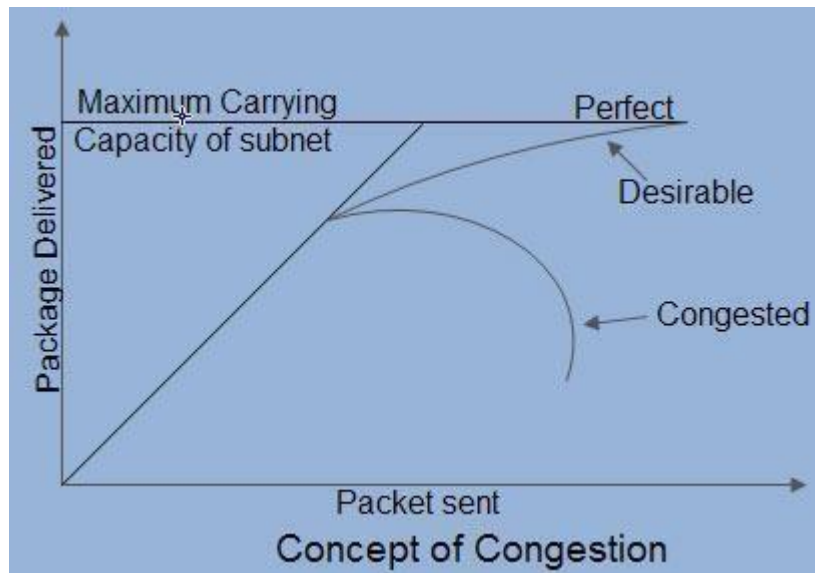 Maximum Carrying
Capacity of subnet
Perfect
Desirable
Congested
Package Delivered
Packet sent
Concept of Congestion